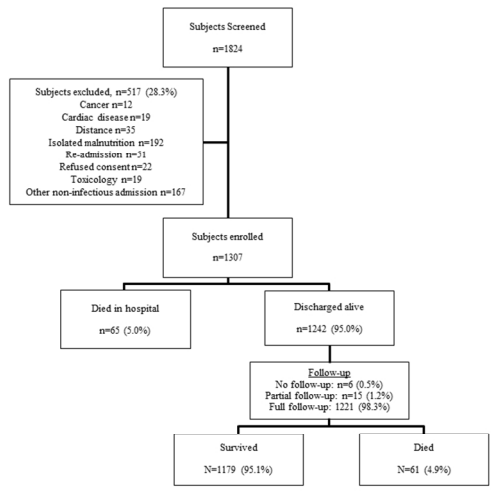 Subjects Screened
n=1824
Subjects excluded, n=517 (28.3%)
Cancer n=12
Cardiac disease n=19
Distance n=35
Isolated malnutrition n=192
Re-admission n=51
Refused consent n=22
Toxicology n=19
Other non-infectious admission n=167
Subjects enrolled
n=1307
Died in hospital
n=65 (5.0%)
Discharged alive
n=1242 (95.0%)
Follow-up
No follow-up: n=6 (0.5%)
Partial follow-up: n=15 (1.2%)
Full follow-up: 1221 (98.3%)
Survived
N=1179 (95.1%)
Died
N=61 (4.9%)